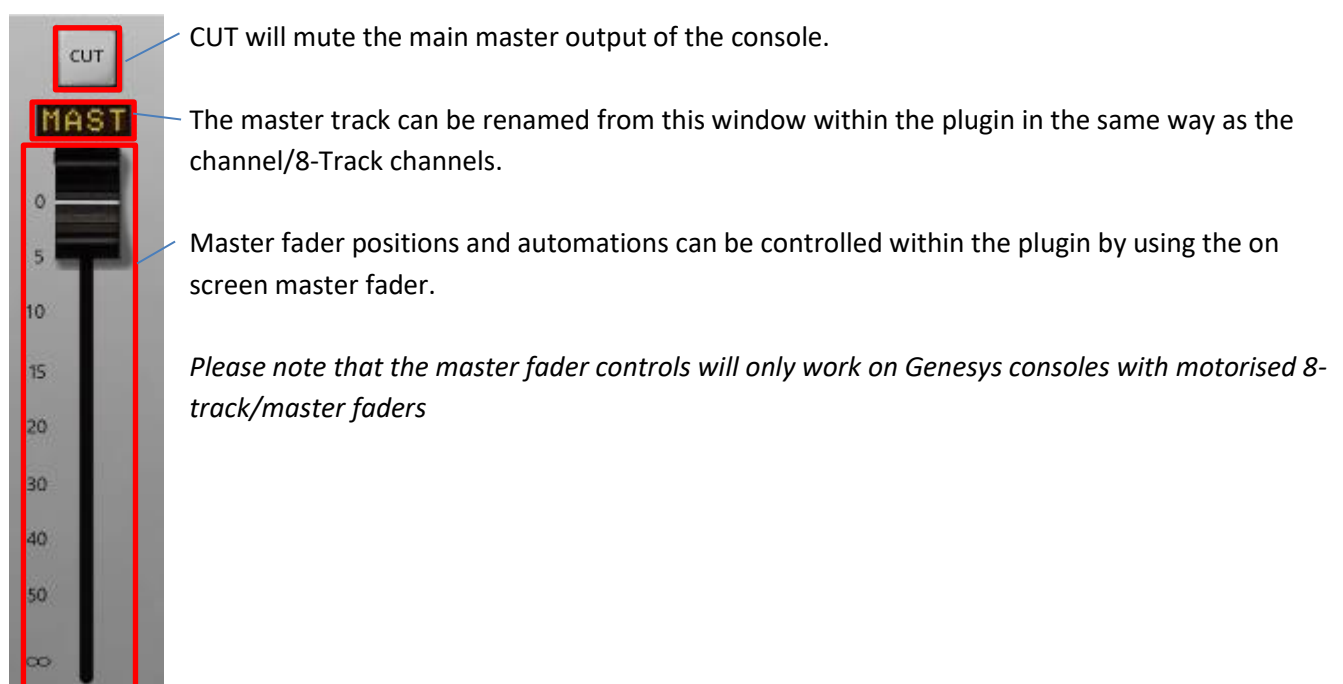 CUT
CUT will mute the main master output of the console.
MAST
The master track can be renamed from this window within the plugin in the same way as the
channel/8-Track channels.
0
5
10
15
20
30
40
50
∞
Master fader positions and automations can be controlled within the plugin by using the on
screen master fader.
Please note that the master fader controls will only work on Genesys consoles with motorised 8-
track/master faders